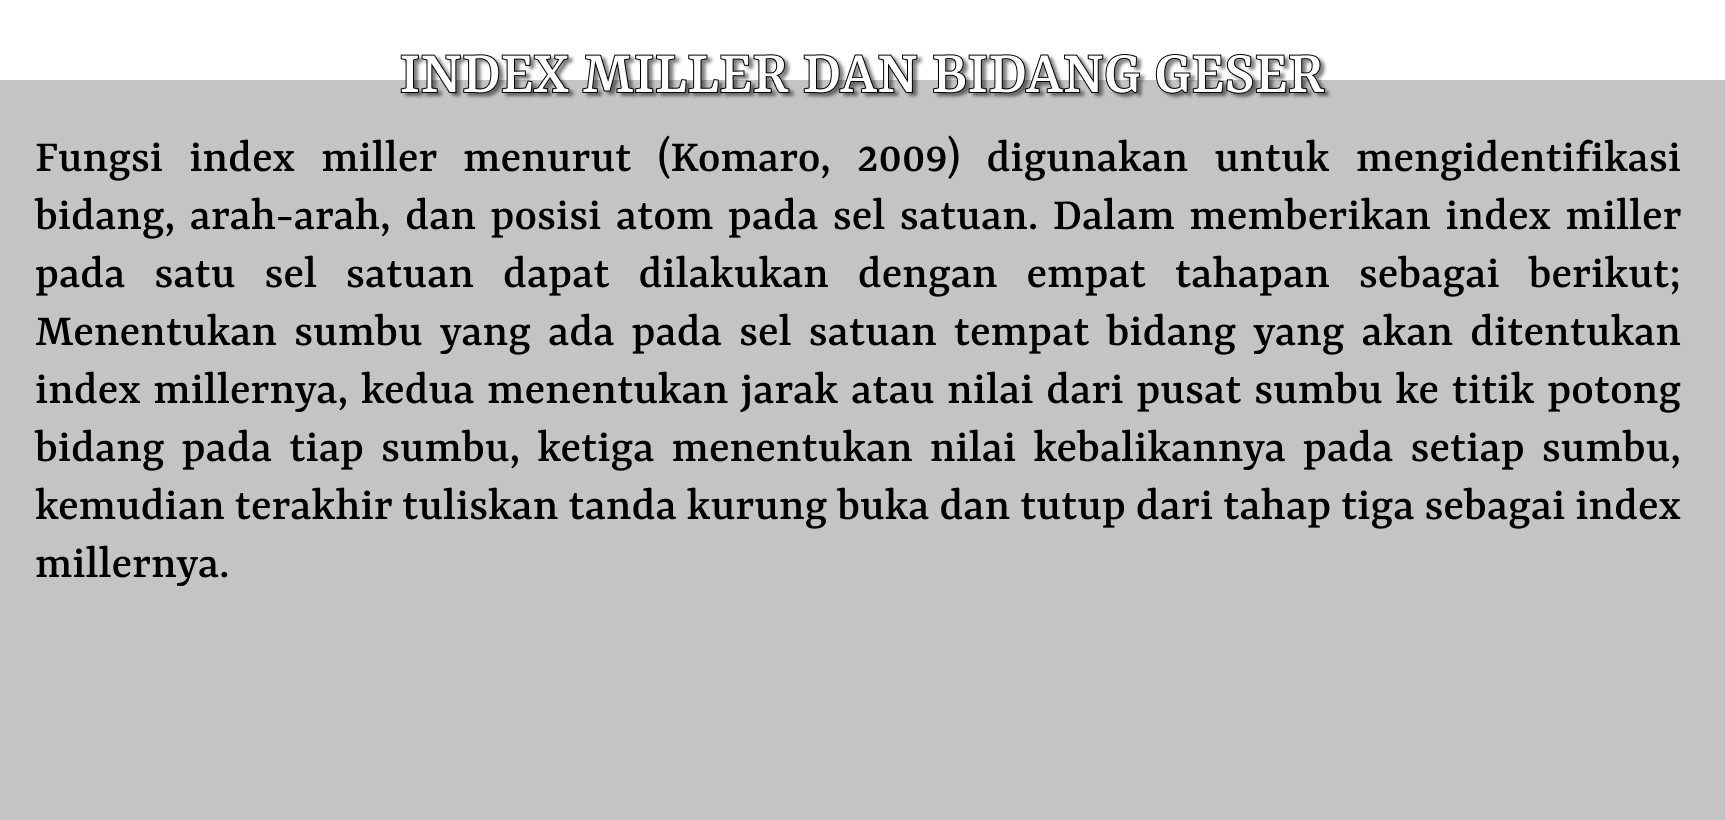 INDEX MILLER DAN BIDANG GESER
Fungsi index miller menurut (Komaro, 2009) digunakan untuk mengidentifikasi
bidang, arah-arah, dan posisi atom pada sel satuan. Dalam memberikan index miller
pada satu sel satuan dapat dilakukan dengan empat tahapan sebagai berikut;
Menentukan sumbu yang ada pada sel satuan tempat bidang yang akan ditentukan
index millernya, kedua menentukan jarak atau nilai dari pusat sumbu ke titik potong
bidang pada tiap sumbu, ketiga menentukan nilai kebalikannya pada setiap sumbu,
kemudian terakhir tuliskan tanda kurung buka dan tutup dari tahap tiga sebagai index
millernya.